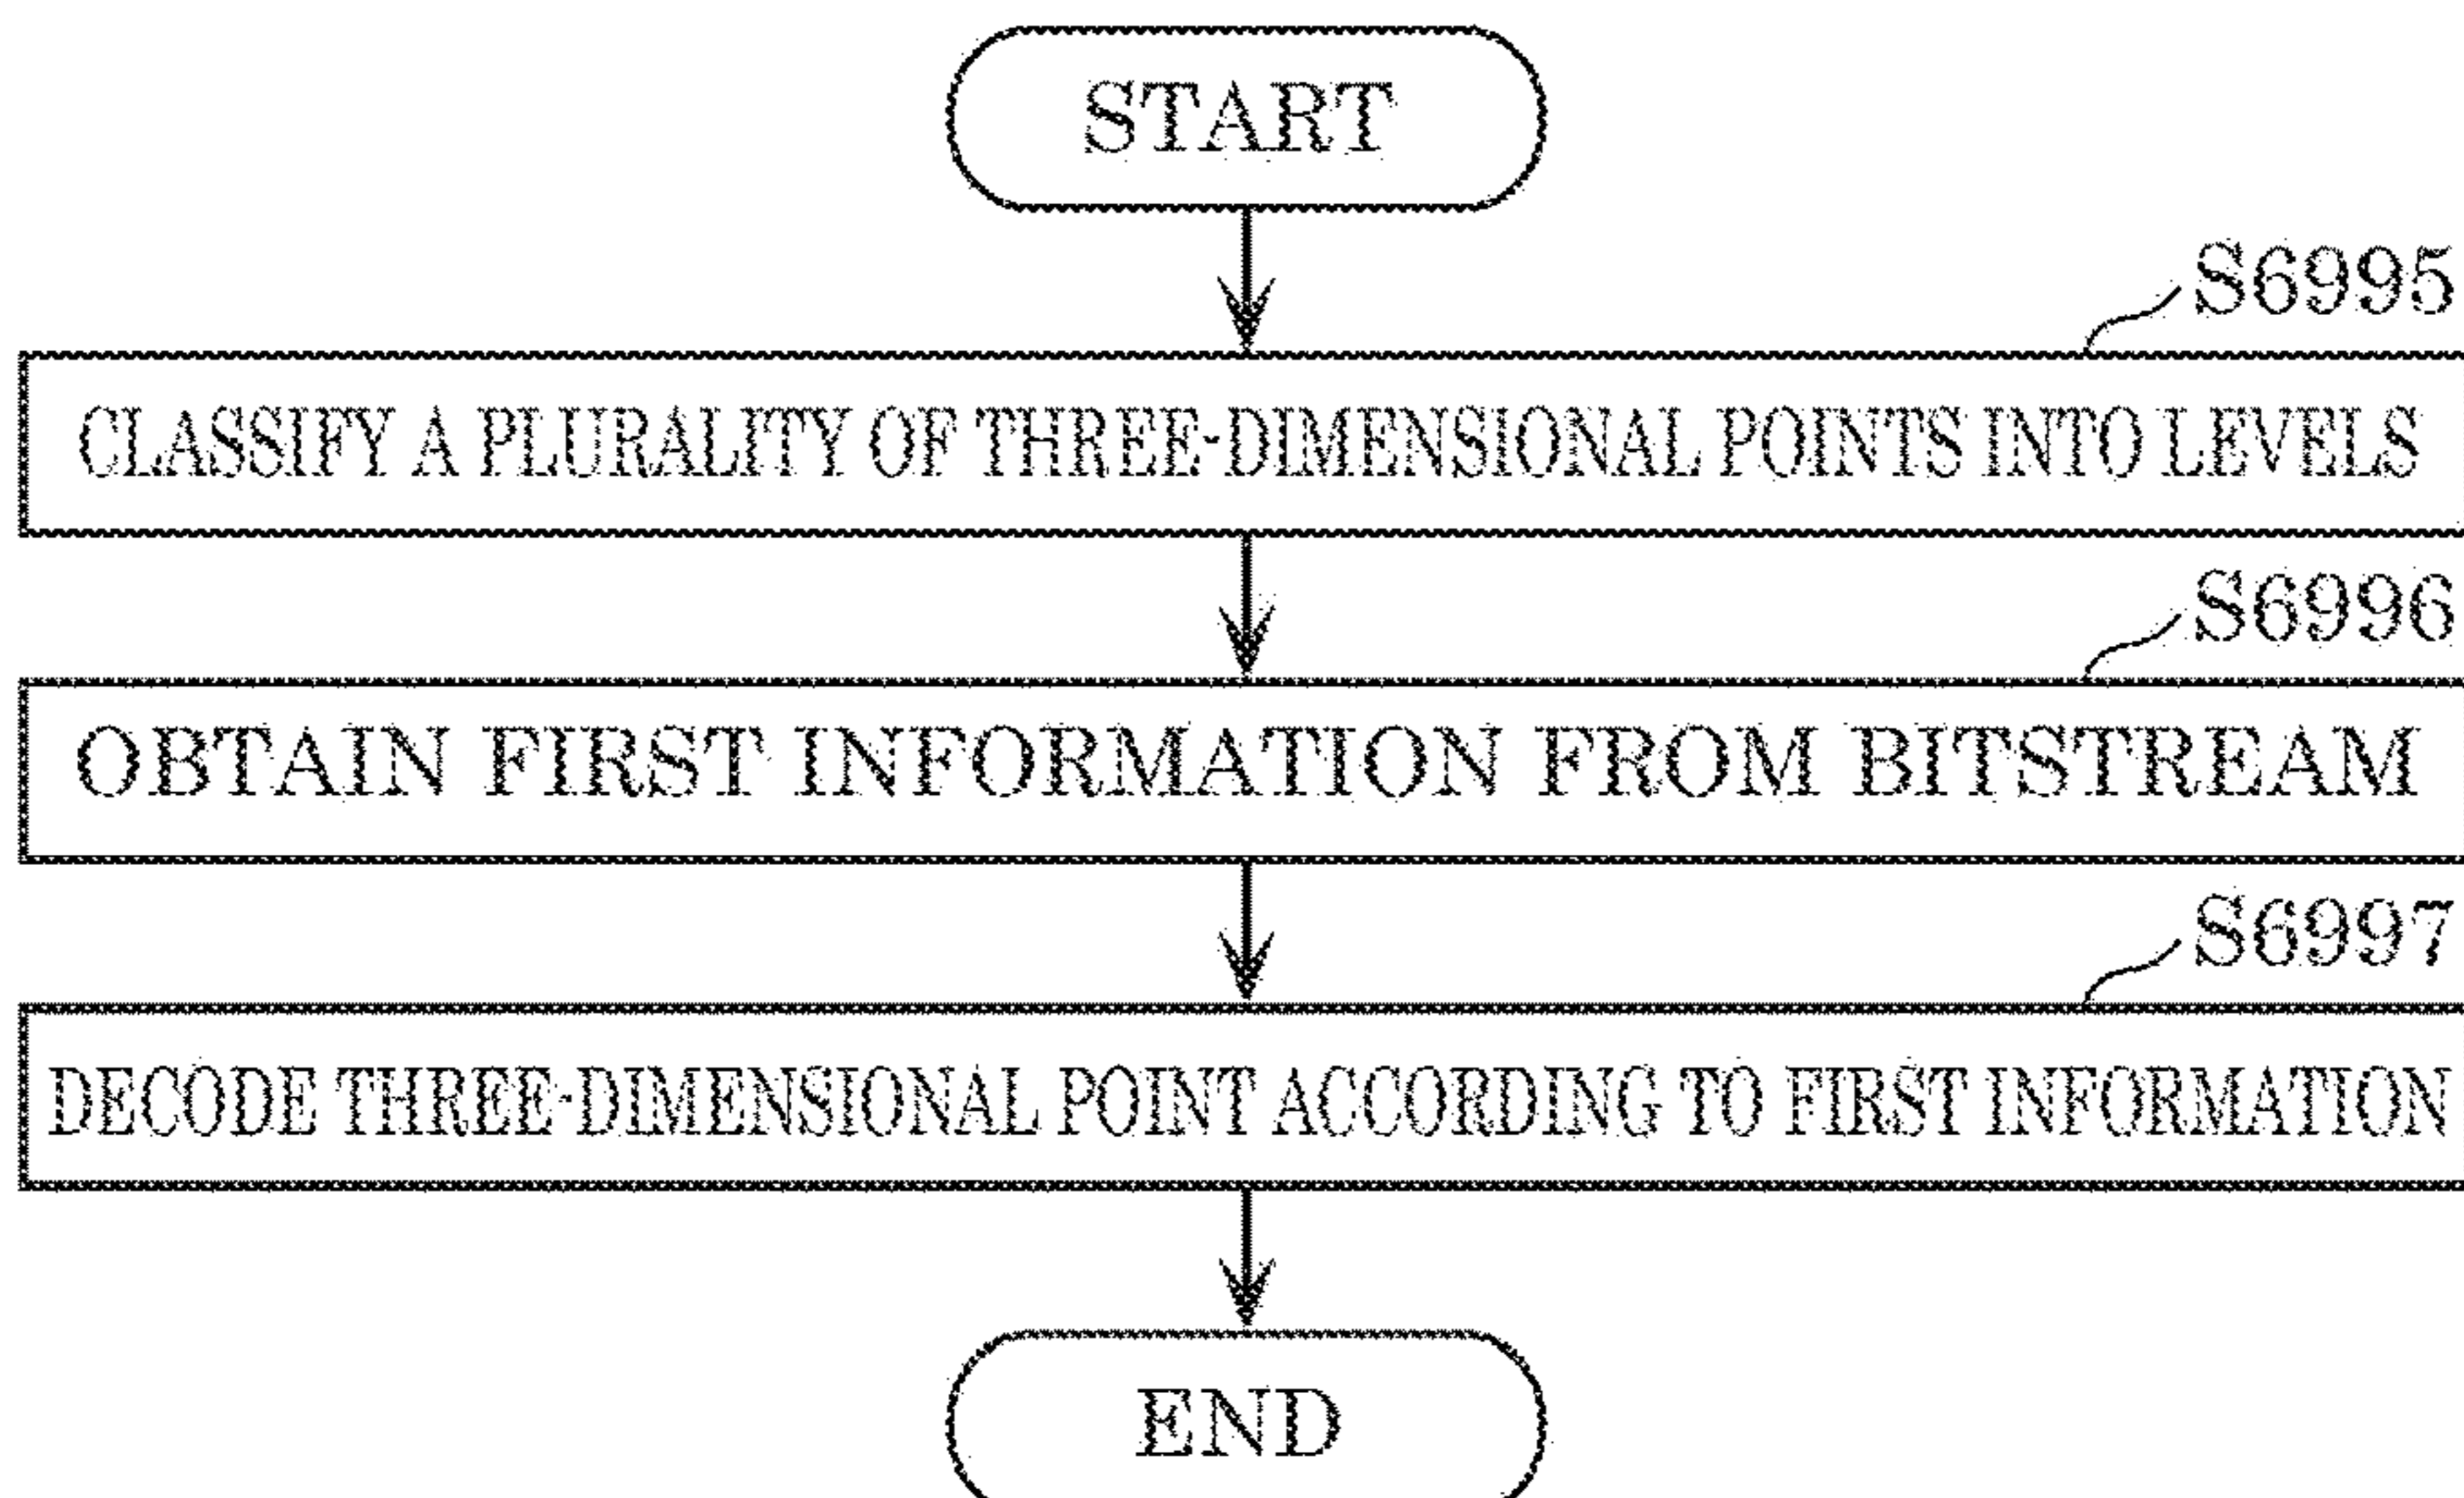 START
S6995
CLASSIFY A PLURALITY OF THREE-DIMENSIONAL POINTS INTO LEVELS
S6996
OBTAIN FIRST INFORMATION FROM BITSTREAM
S6997
DECODE THREE-DIMENSIONAL POINT ACCORDING TO FIRST INFORMATION
END